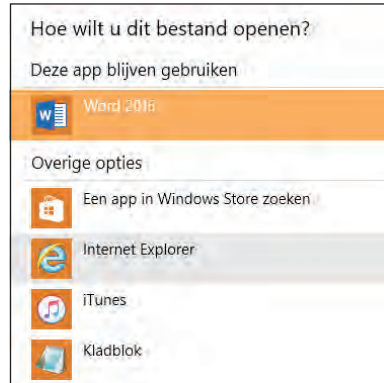 Hoe wilt u dit bestand openen?
Deze app blijven gebruiken
Word 2016
Overige opties
Een app in Windows Store zoeken
Internet Explorer
iTunes
Kladblok